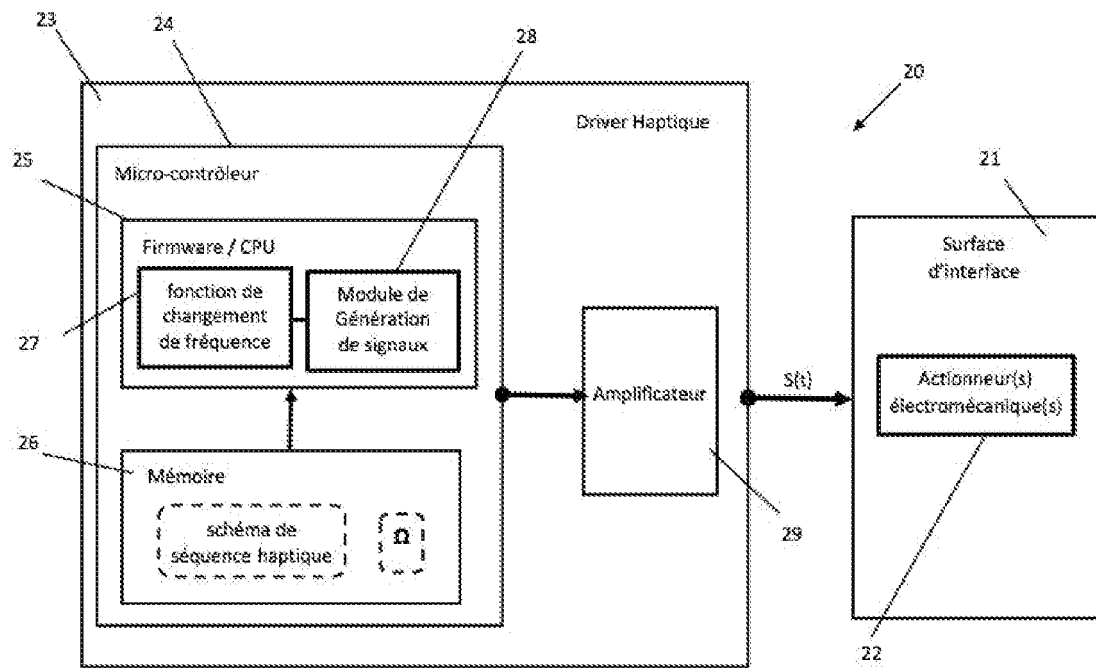 23
24
28
20
Driver Haptique
25
Micro-contrôleur
21
Firmware / CPU
Surface
d'interface
fonction de
changement
de fréquence
Module de
Génération
de signaux
27
Amplificateur
S(t)
Actionneur(s)
électromécanique(s)
26
Mémoire
schéma de
séquence haptique
Ω
29
22